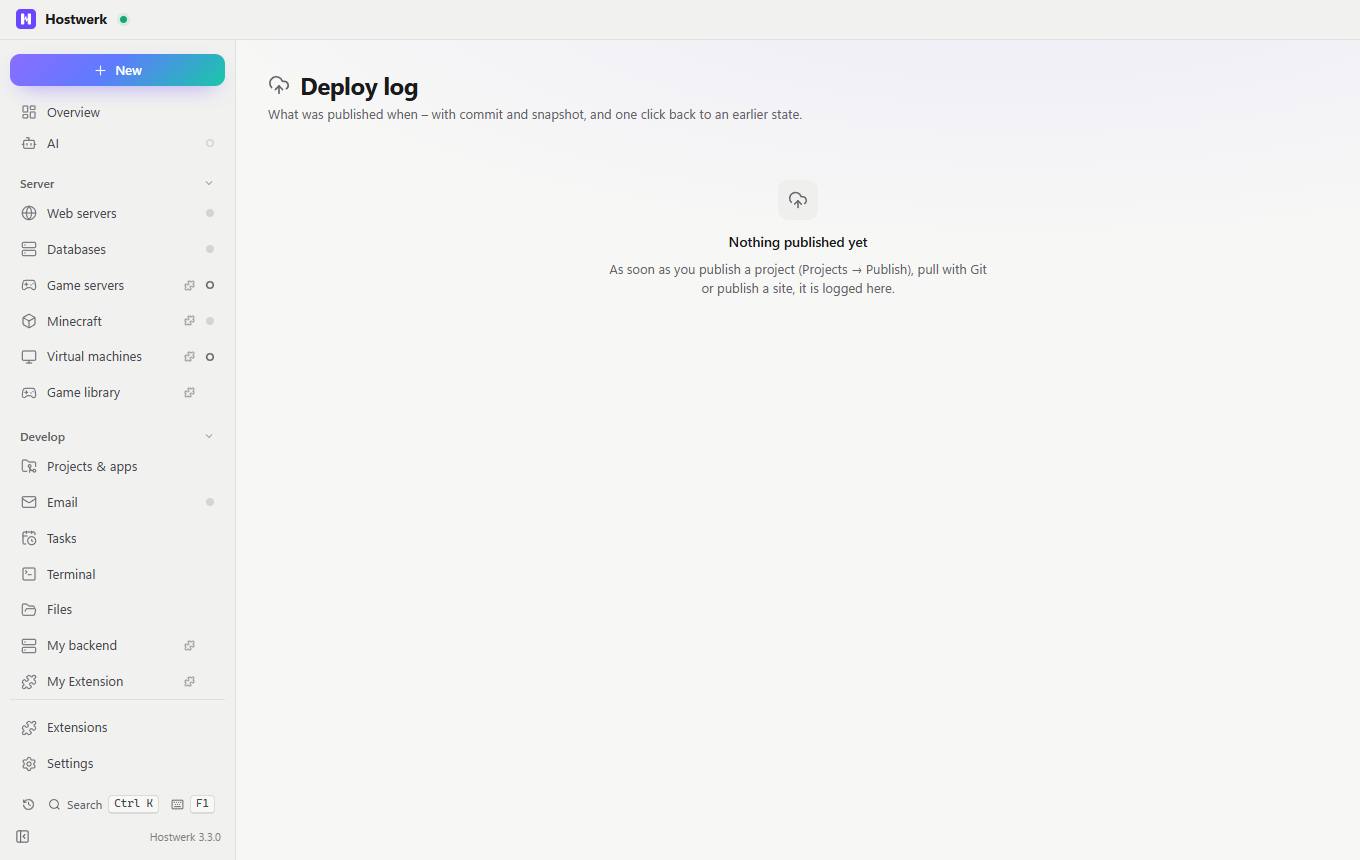 Hostwerk
New
Overview
AI
Server
Web servers
Databases
Game servers
Minecraft
Virtual machines
Game library
Develop
Projects & apps
Email
Tasks
Terminal
Files
My backend
My Extension
Extensions
Settings
Search Ctrl K F1
Hostwerk 3.3.0
Deploy log
What was published when – with commit and snapshot, and one click back to an earlier state.
Nothing published yet
As soon as you publish a project (Projects → Publish), pull with Git
or publish a site, it is logged here.